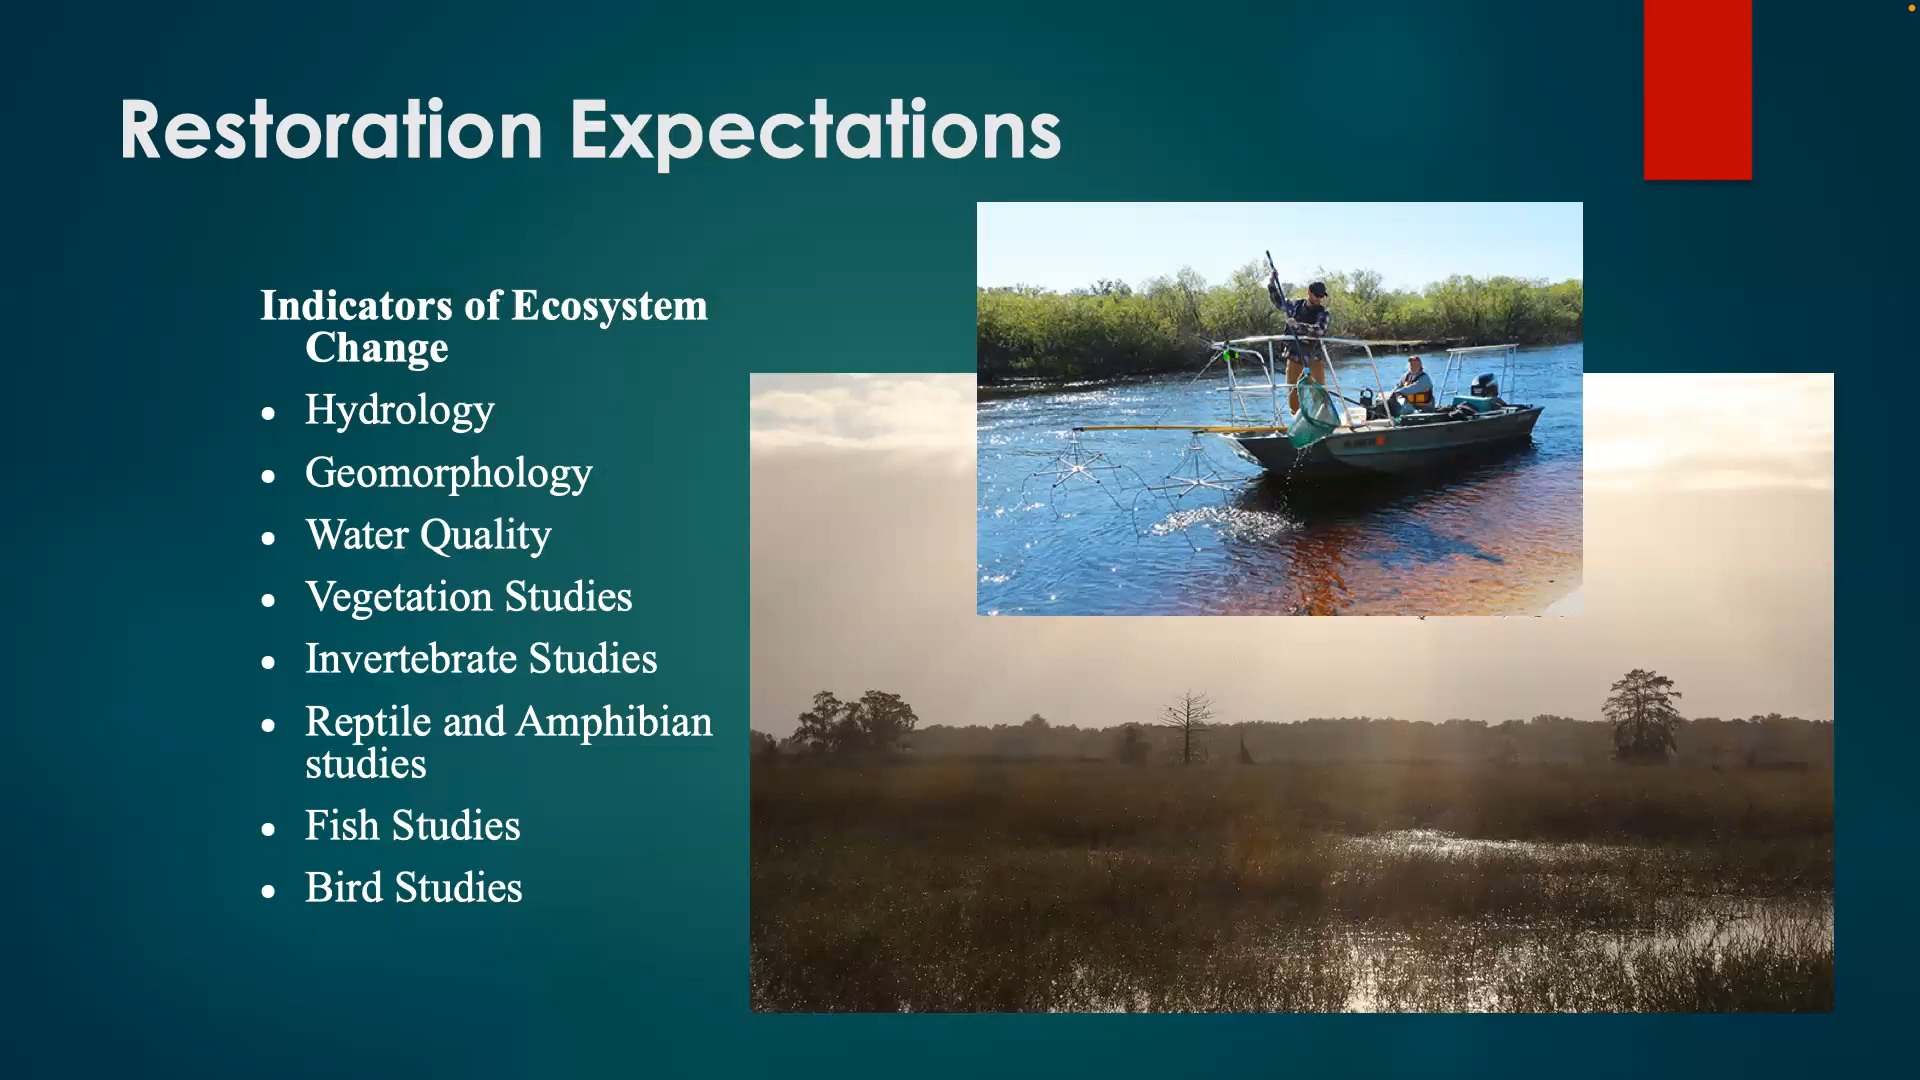 Restoration Expectations
Indicators of Ecosystem
Change
• Hydrology
• Geomorphology
• Water Quality
• Vegetation Studies
• Invertebrate Studies
• Reptile and Amphibian
studies
• Fish Studies
• Bird Studies